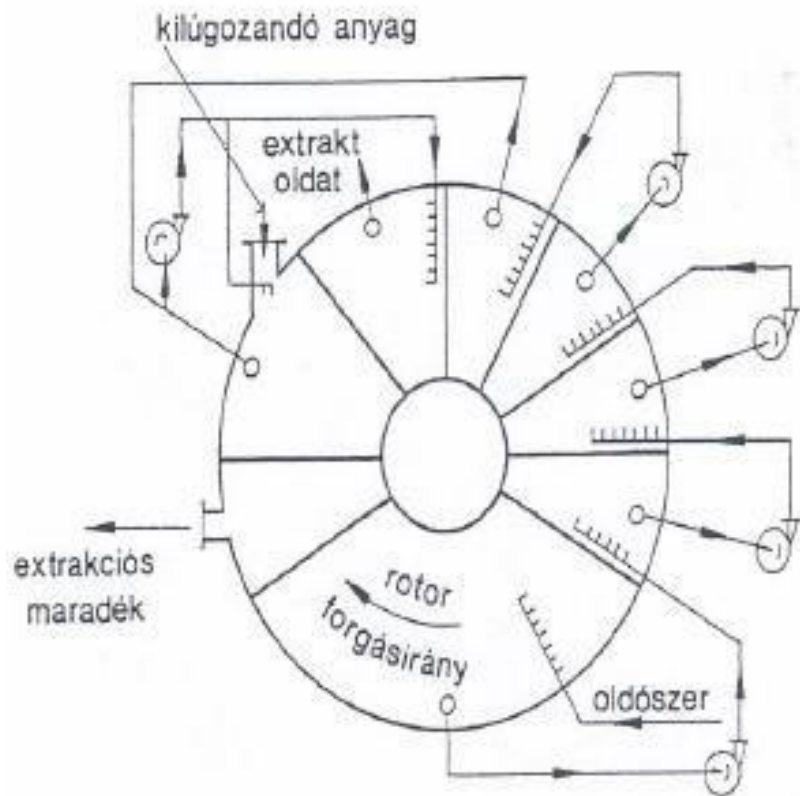 kilúgozandó anyag
extrakt
oldat
extrakciós
maradék
rotor
forgásirány
oldószer